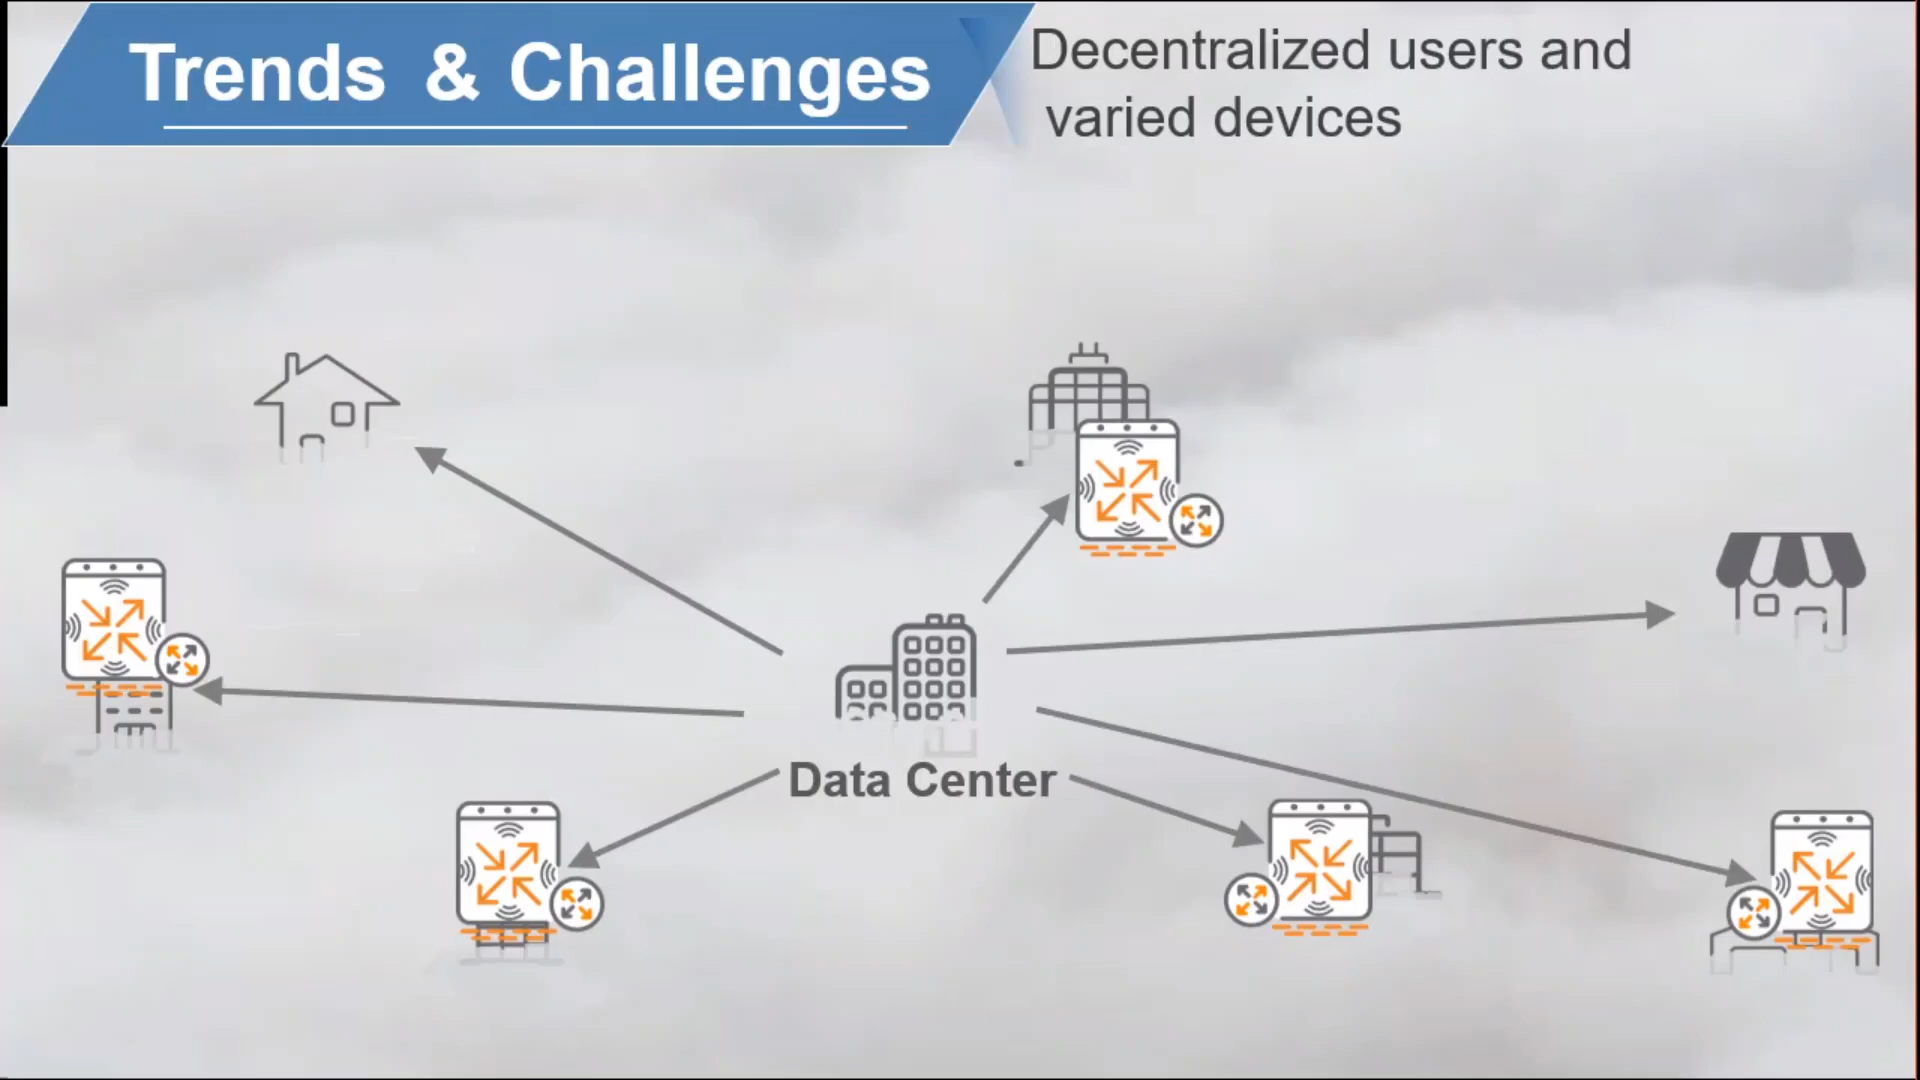 Trends & Challenges
Decentralized users and
varied devices
Data Center